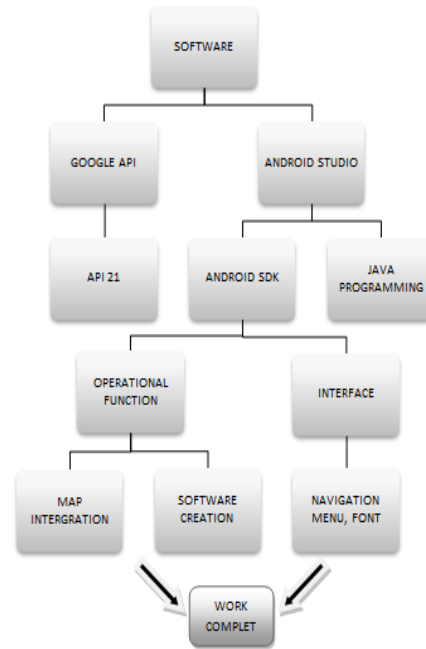 SOFTWARE
GOOGLE API
ANDROID STUDIO
API 21
ANDROID SDK
JAVA
PROGRAMMING
OPERATIONAL
FUNCTION
INTERFACE
MAP
INTERGRATION
SOFTWARE
CREATION
NAVIGATION
MENU, FONT
WORK
COMPLET